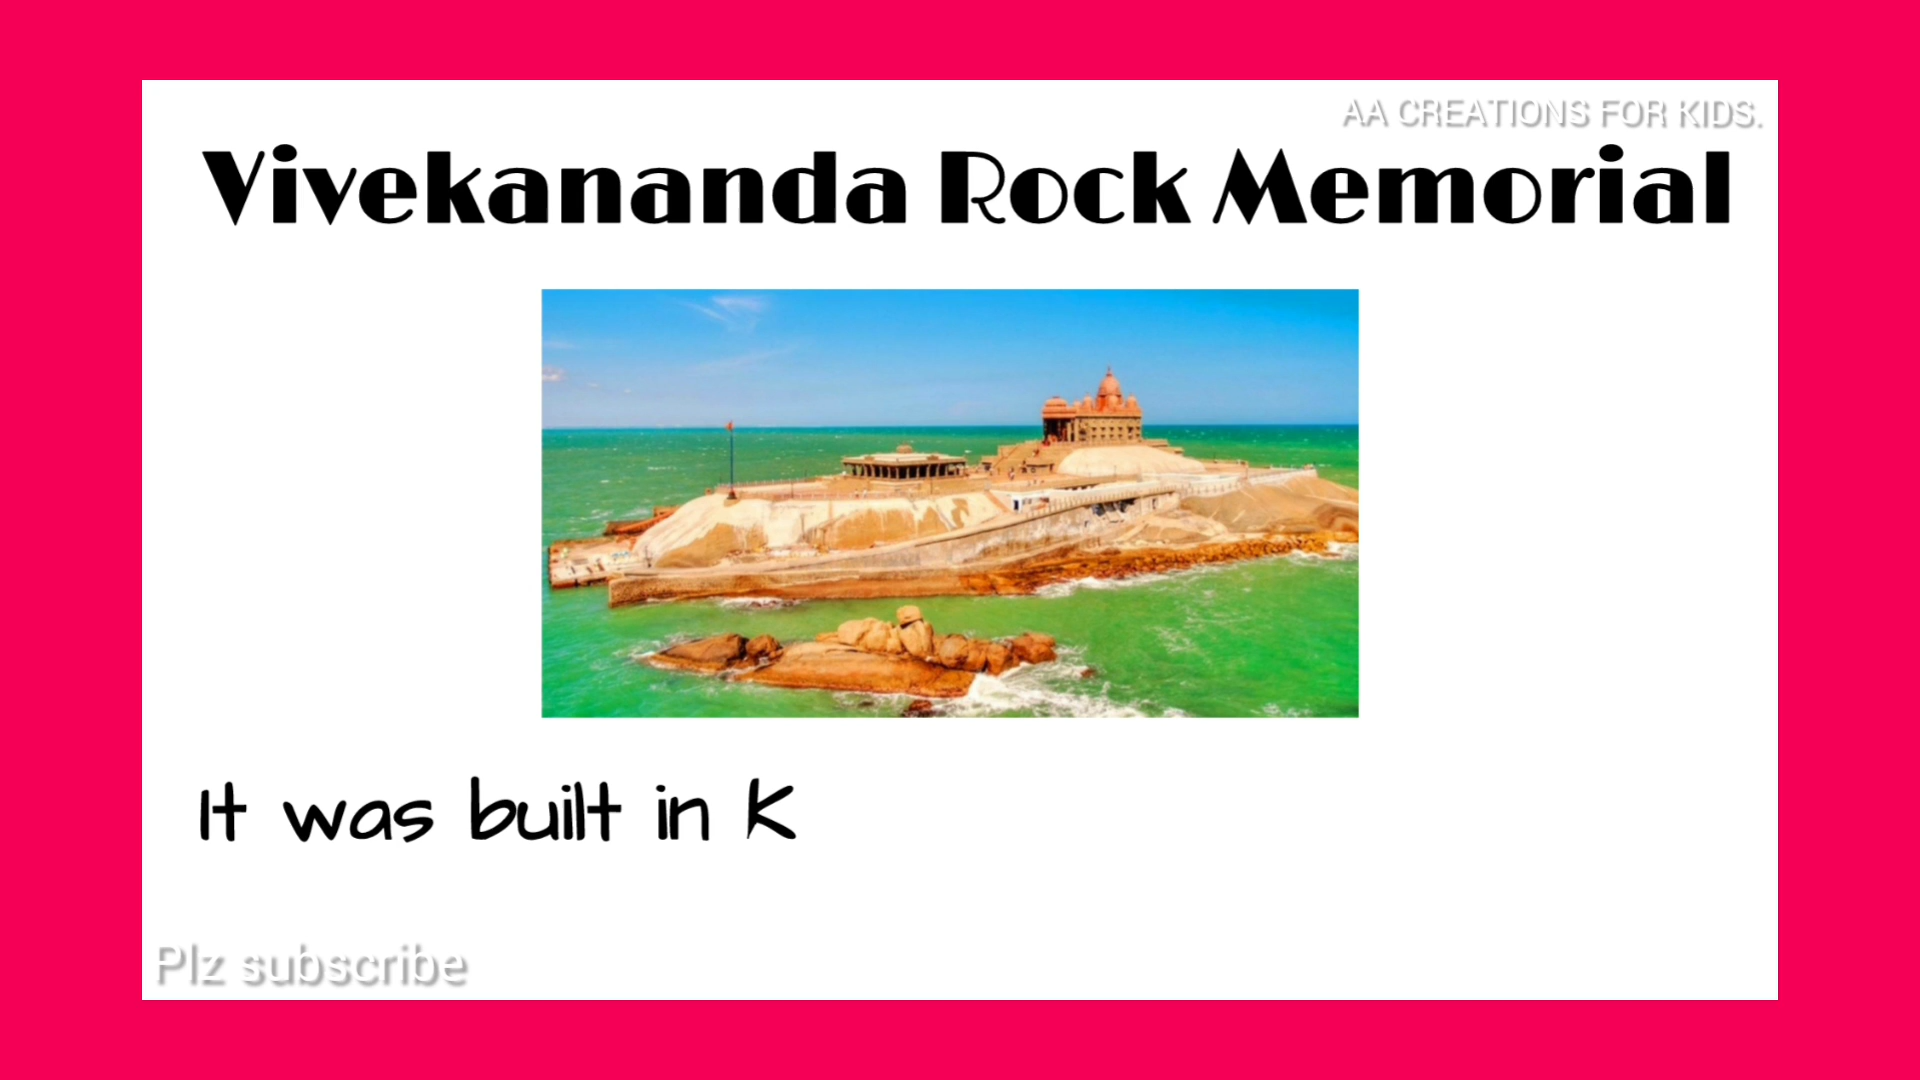 AA CREATIONS FOR KIDS.
Vivekananda Rock Memorial
It was built in K
Plz subscribe